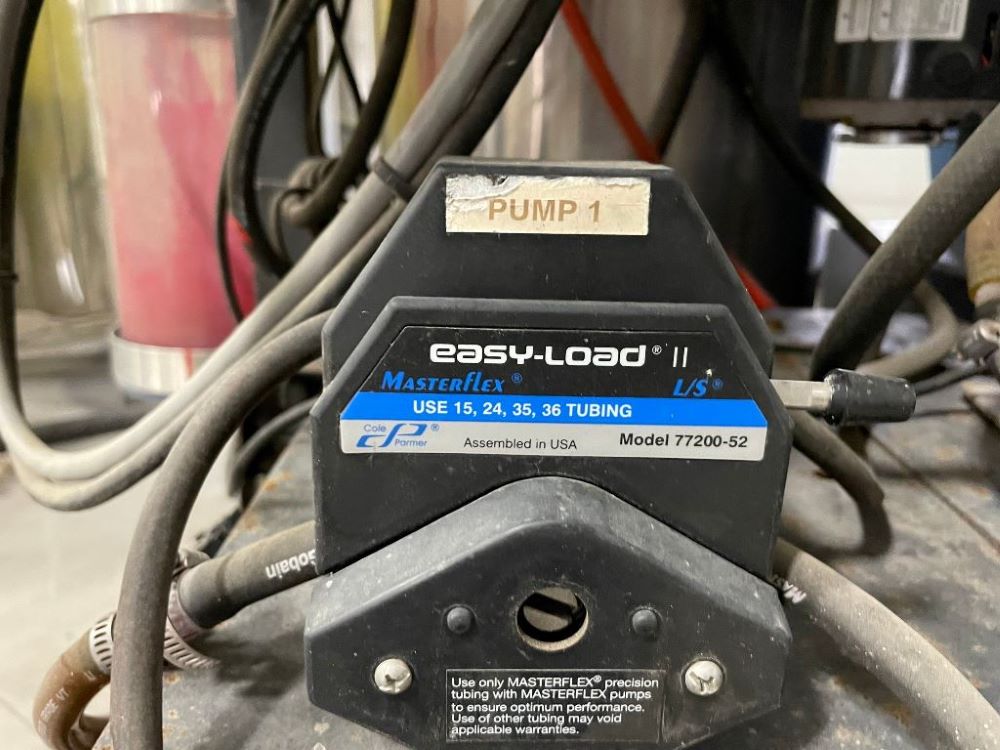 PUMP 1
easy-Load® II
MASTERflex® L/S®
USE 15, 24, 35, 36 TUBING
Cole Parmer®
Assembled in USA
Model 77200-52
Gobain
MAST
Use only MASTERFLEX® precision
tubing with MASTERFLEX pumps
to ensure optimum performance.
Use of other tubing may void
applicable warranties.